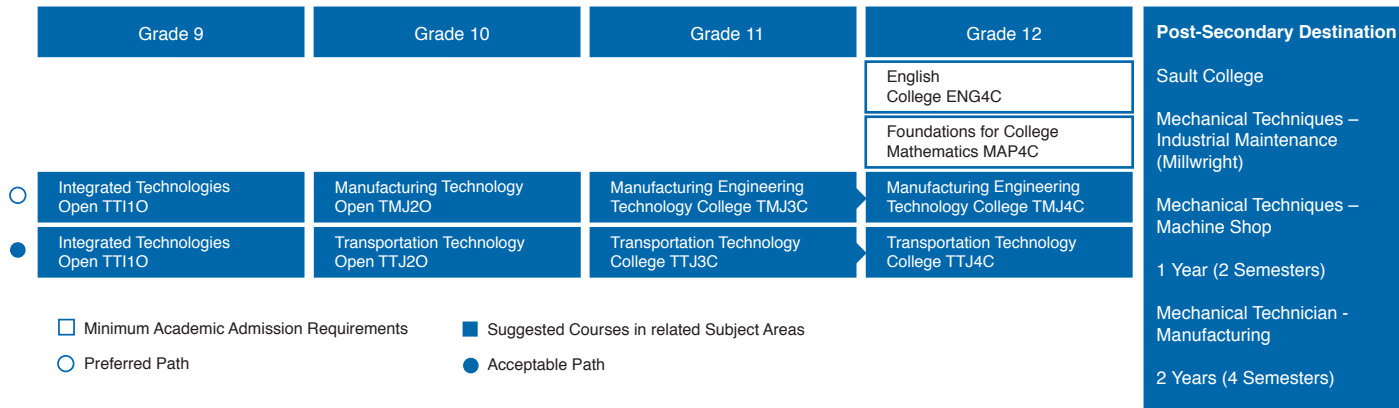 Grade 9
Grade 10
Grade 11
Grade 12
English
College ENG4C
Foundations for College
Mathematics MAP4C
Integrated Technologies
Open TTI1O
Manufacturing Technology
Open TMJ2O
Manufacturing Engineering
Technology College TMJ3C
Manufacturing Engineering
Technology College TMJ4C
Integrated Technologies
Open TTI1O
Transportation Technology
Open TTJ2O
Transportation Technology
College TTJ3C
Transportation Technology
College TTJ4C
Minimum Academic Admission Requirements
Suggested Courses in related Subject Areas
Preferred Path
Acceptable Path
Post-Secondary Destination
Sault College
Mechanical Techniques –
Industrial Maintenance
(Millwright)
Mechanical Techniques –
Machine Shop
1 Year (2 Semesters)
Mechanical Technician -
Manufacturing
2 Years (4 Semesters)